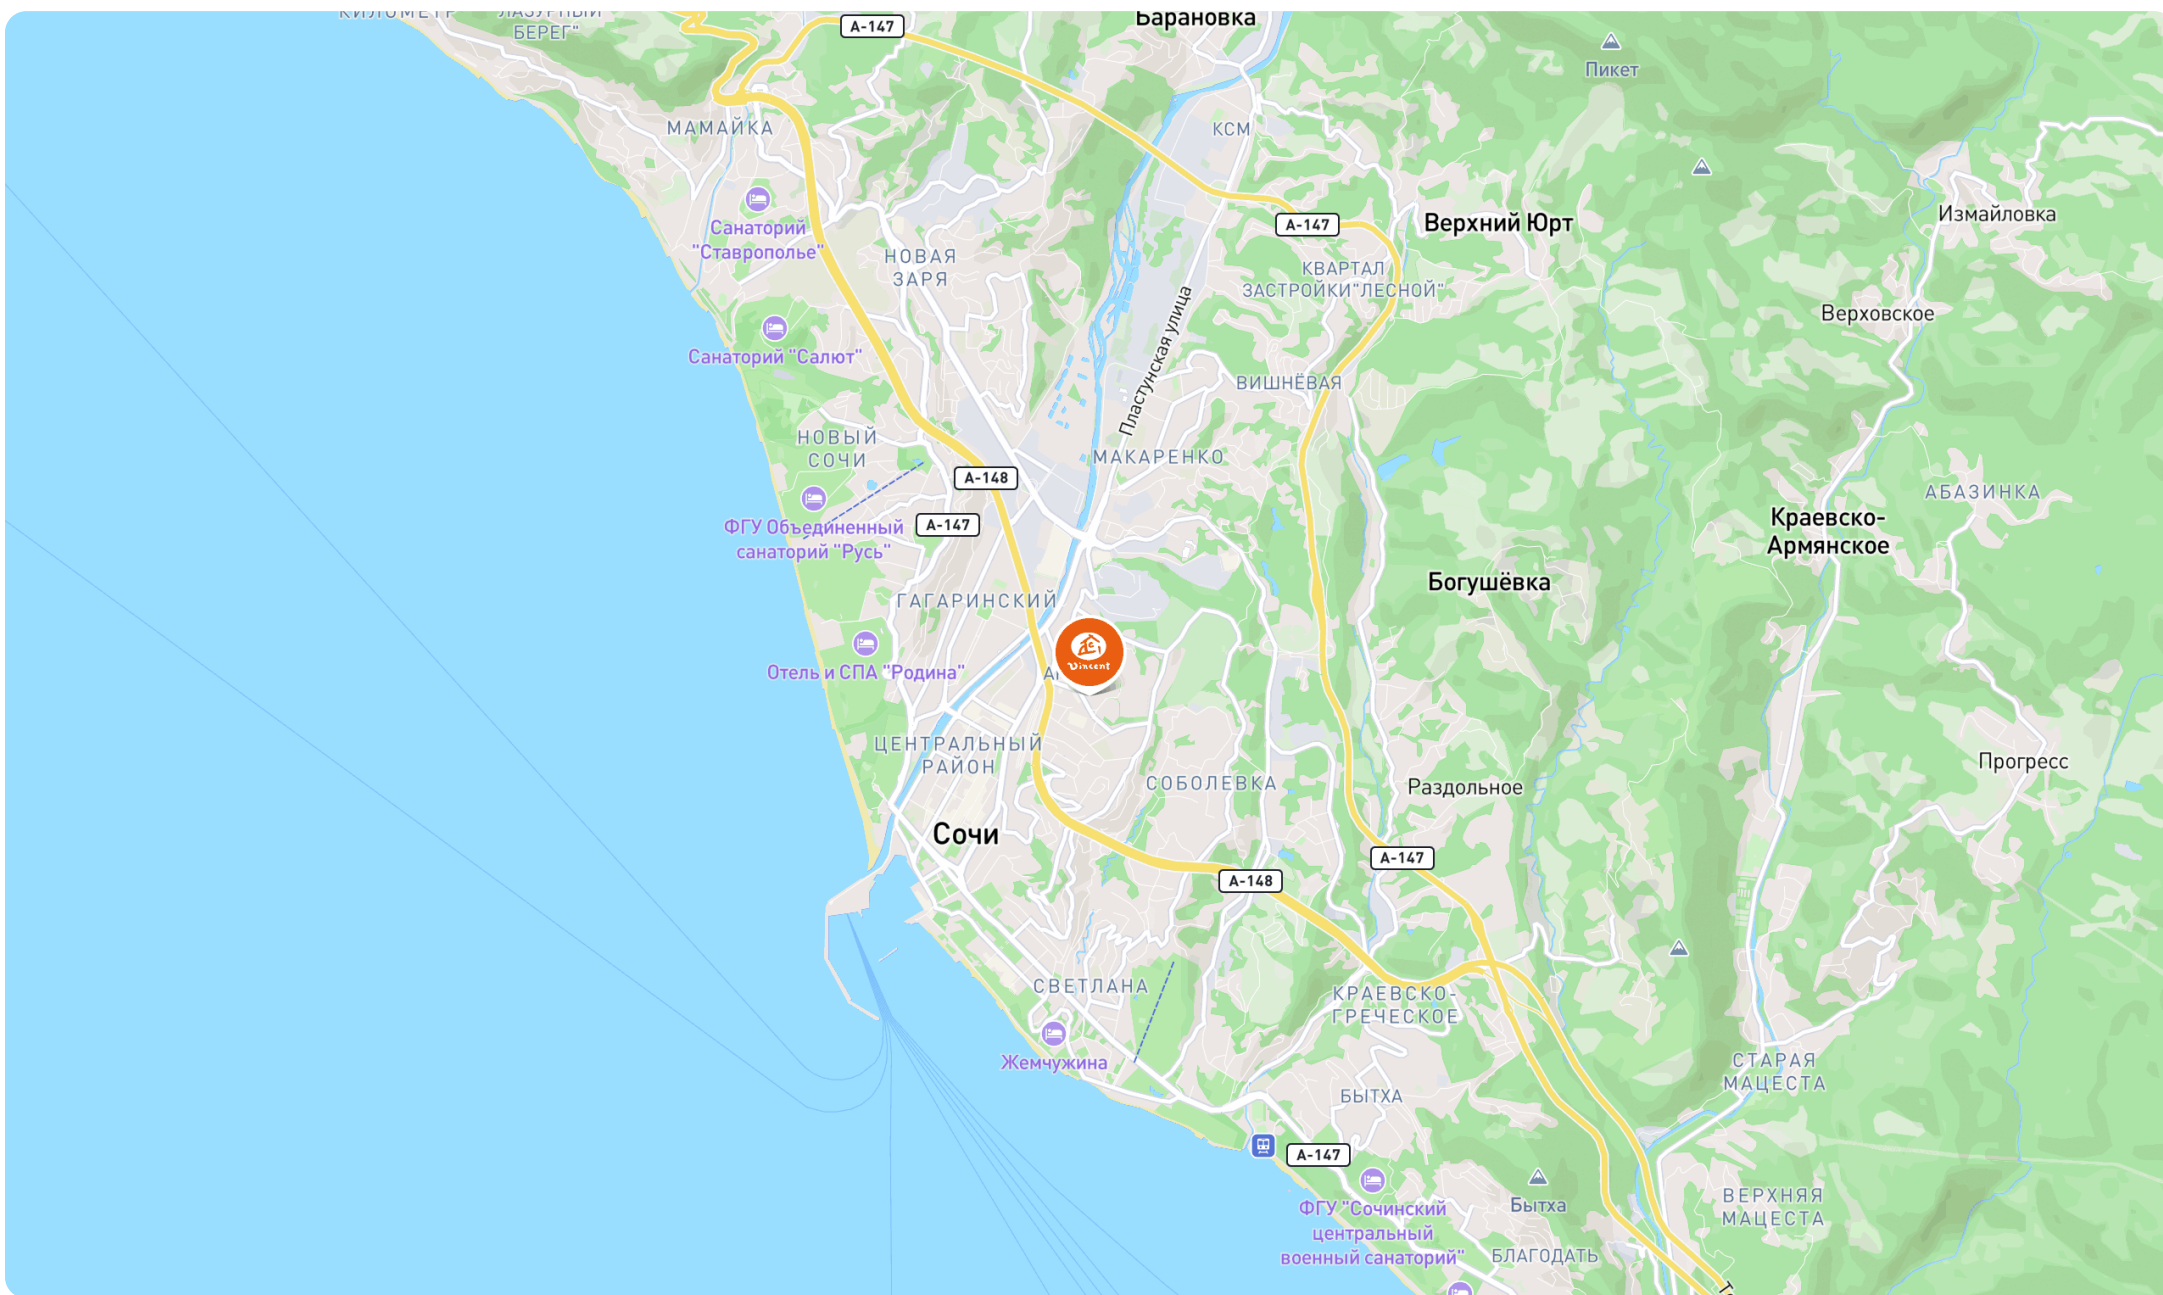 КИЛОМЕТР
ЛАЗУРНЫЙ
БЕРЕГ"
А-147
Барановка
Пикет
МАМАЙКА
КСМ
Санаторий
"Ставрополье"
НОВАЯ
ЗАРЯ
А-147
Верхний Юрт
Измайловка
КВАРТАЛ
ЗАСТРОЙКИ"ЛЕСНОЙ"
Верховское
Пластунская улица
Санаторий "Салют"
ВИШНЁВАЯ
НОВЫЙ
СОЧИ
МАКАРЕНКО
А-148
АБАЗИНКА
А-147
ФГУ Объединенный
санаторий "Русь"
Краевско-
Армянское
Богушёвка
ГАГАРИНСКИЙ
Vincent
Отель и СПА "Родина"
ЦЕНТРАЛЬНЫЙ
РАЙОН
СОБОЛЕВКА
Раздольное
Прогресс
Сочи
А-147
А-148
СВЕТЛАНА
КРАЕВСКО-
ГРЕЧЕСКОЕ
Жемчужина
СТАРАЯ
МАЦЕСТА
БЫТХА
А-147
ФГУ "Сочинский
центральный
военный санаторий"
Бытха
ВЕРХНЯЯ
МАЦЕСТА
БЛАГОДАТЬ